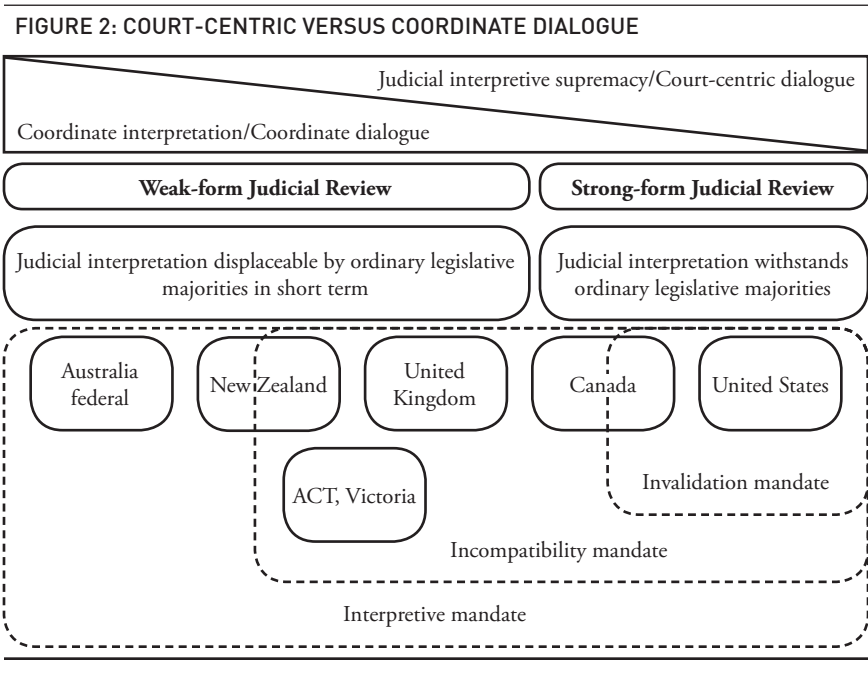 FIGURE 2: COURT-CENTRIC VERSUS COORDINATE DIALOGUE
Judicial interpretive supremacy/Court-centric dialogue
Coordinate interpretation/Coordinate dialogue
Weak-form Judicial Review
Strong-form Judicial Review
Judicial interpretation displaceable by ordinary legislative
majorities in short term
Judicial interpretation withstands
ordinary legislative majorities
Australia
federal
New Zealand
United
Kingdom
Canada
United States
ACT, Victoria
Invalidation mandate
Incompatibility mandate
Interpretive mandate